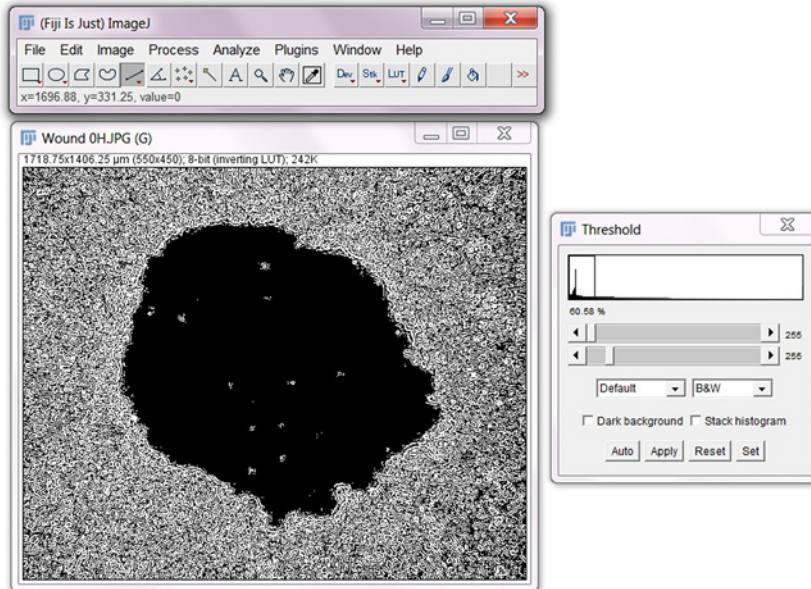 (Fiji Is Just) ImageJ
File Edit Image Process Analyze Plugins Window Help
A Dev Stk LUT >>
x=1696.88, y=331.25, value=0
Wound 0H.JPG (G)
1718.75x1406.25 µm (550x450); 8-bit (inverting LUT); 242K
Threshold
60.58 %
255
255
Default B&W
Dark background Stack histogram
Auto Apply Reset Set